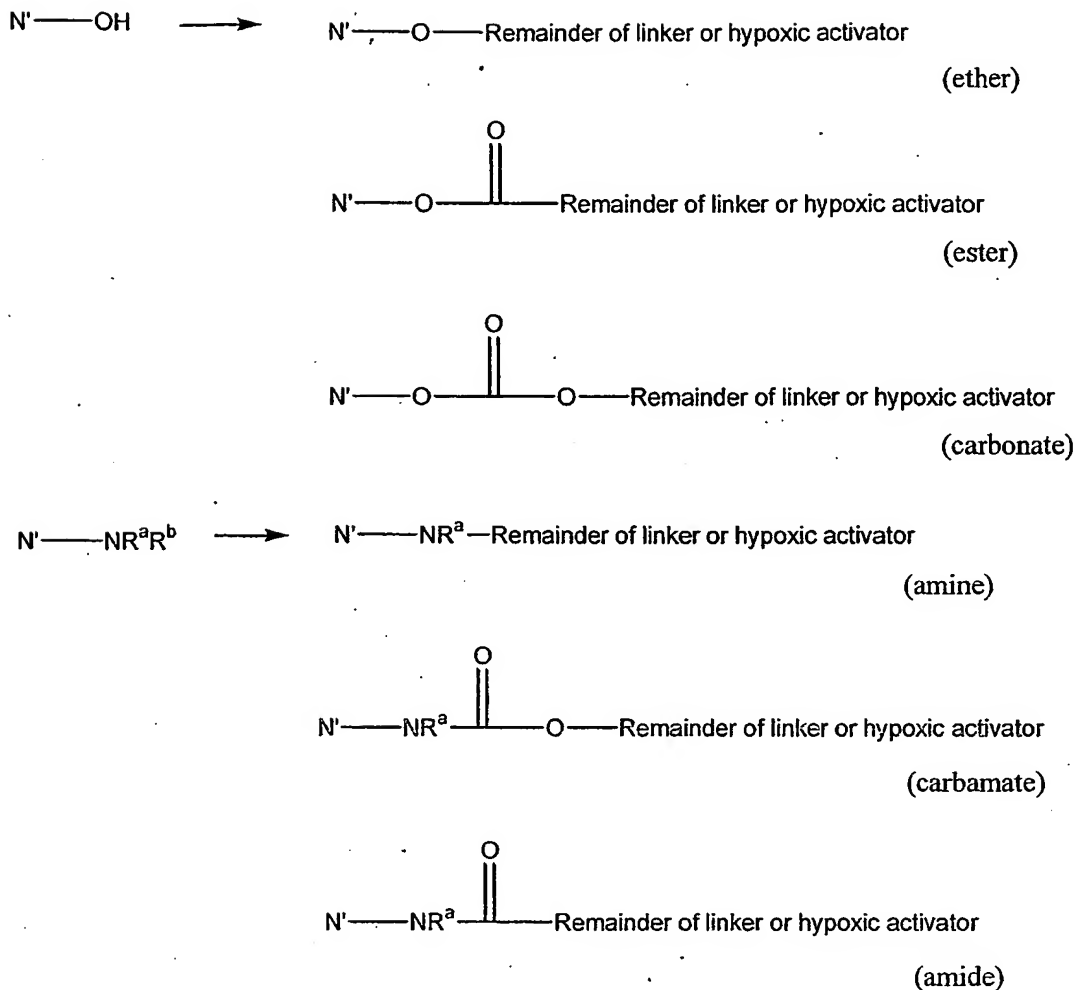 N'—OH → N'—O—Remainder of linker or hypoxic activator
(ether)
O
N'—O—Remainder of linker or hypoxic activator
(ester)
O
N'—O—O—Remainder of linker or hypoxic activator
(carbonate)
N'—NRᵃRᵇ → N'—NRᵃ—Remainder of linker or hypoxic activator
(amine)
O
N'—NRᵃ—O—Remainder of linker or hypoxic activator
(carbamate)
O
N'—NRᵃ—Remainder of linker or hypoxic activator
(amide)